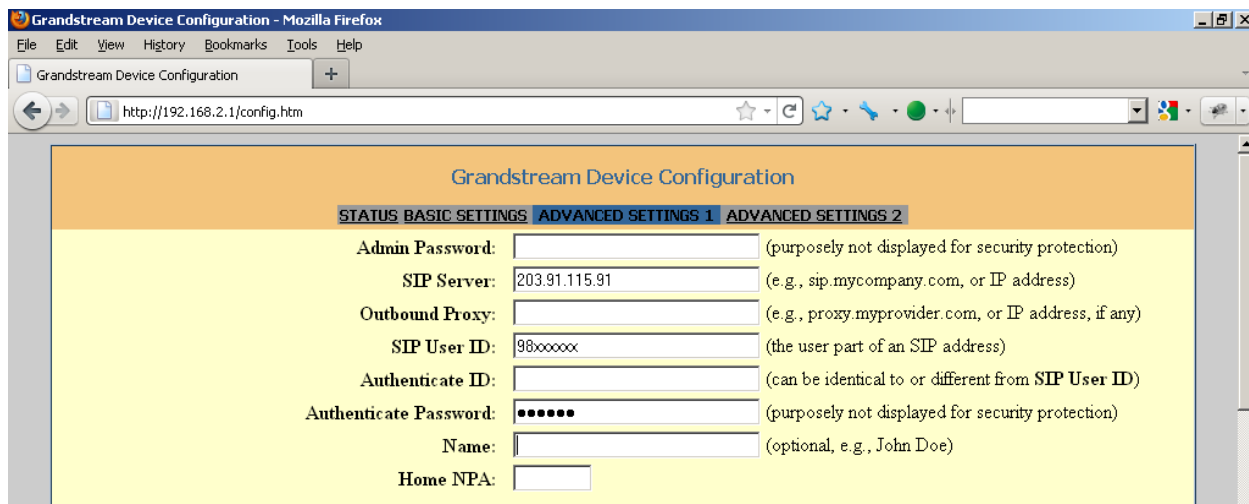 Grandstream Device Configuration - Mozilla Firefox
File Edit View History Bookmarks Tools Help
Grandstream Device Configuration +
http://192.168.2.1/config.htm
Grandstream Device Configuration
STATUS BASIC SETTINGS ADVANCED SETTINGS 1 ADVANCED SETTINGS 2
Admin Password: (purposely not displayed for security protection)
SIP Server: 203.91.115.91 (e.g., sip.mycompany.com, or IP address)
Outbound Proxy: (e.g., proxy.myprovider.com, or IP address, if any)
SIP User ID: 98xxxxxx (the user part of an SIP address)
Authenticate ID: (can be identical to or different from SIP User ID)
Authenticate Password: ●●●●●● (purposely not displayed for security protection)
Name: (optional, e.g., John Doe)
Home NPA: